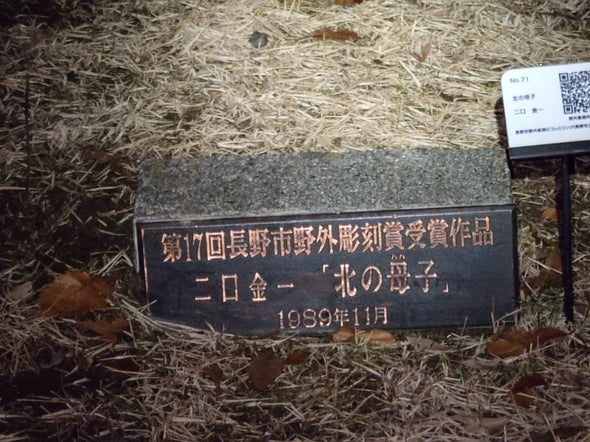 第17回長野市野外彫刻賞受賞作品
二口金一「北の母子」
1989年11月
No.71
北の母子
二口 金一